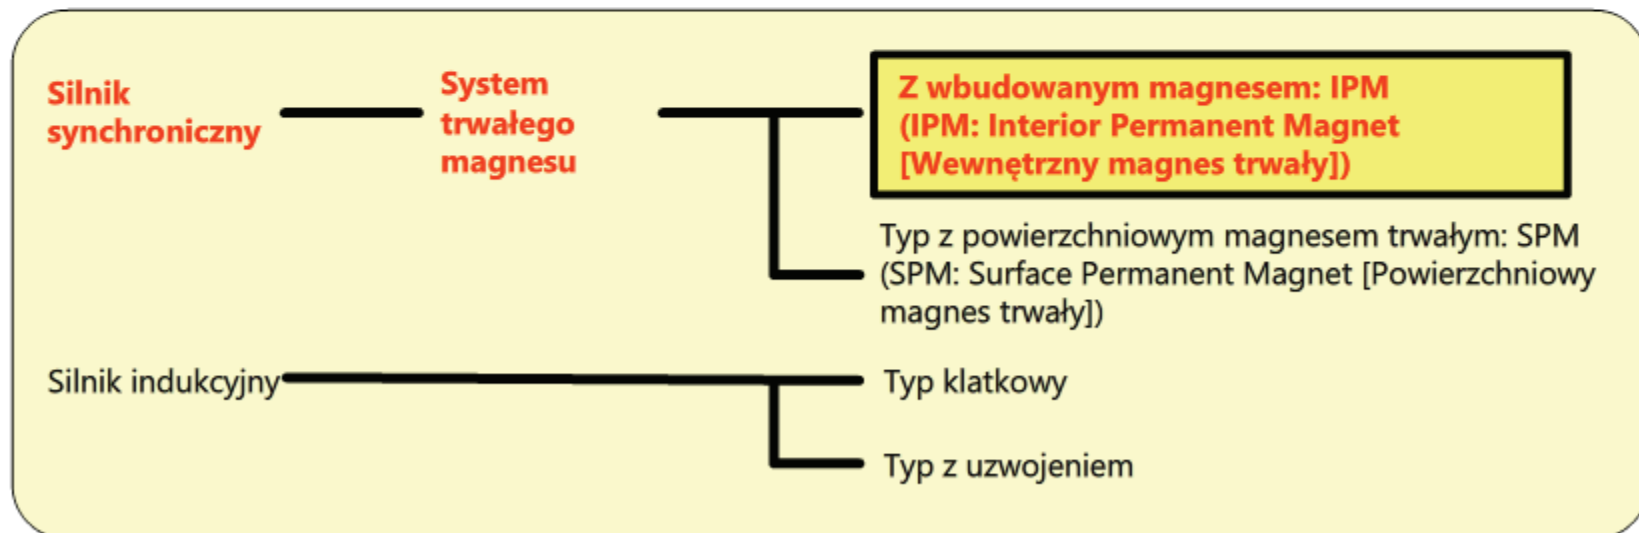 Silnik
synchroniczny
System
trwałego
magnesu
Z wbudowanym magnesem: IPM
(IPM: Interior Permanent Magnet
[Wewnętrzny magnes trwały])
Typ z powierzchniowym magnesem trwałym: SPM
(SPM: Surface Permanent Magnet [Powierzchniowy
magnes trwały])
Silnik indukcyjny
Typ klatkowy
Typ z uzwojeniem